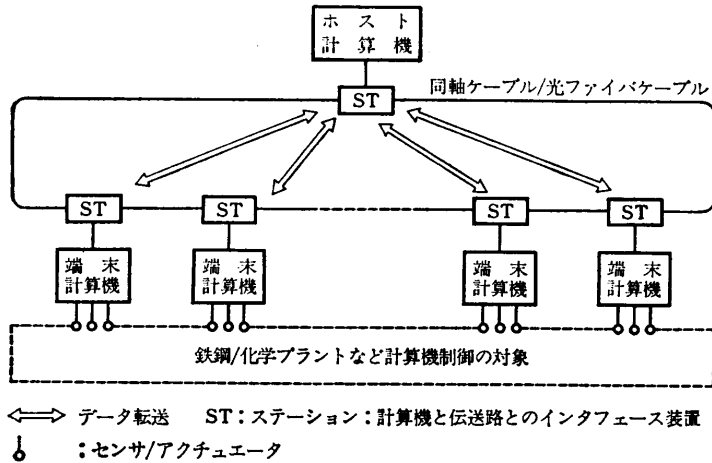 ホスト
計算機
ST
同軸ケーブル/光ファイバケーブル
ST
ST
ST
ST
端末
計算機
端末
計算機
端末
計算機
端末
計算機
鉄鋼/化学プラントなど計算機制御の対象
データ転送 ST:ステーション:計算機と伝送路とのインタフェース装置
:センサ/アクチュエータ